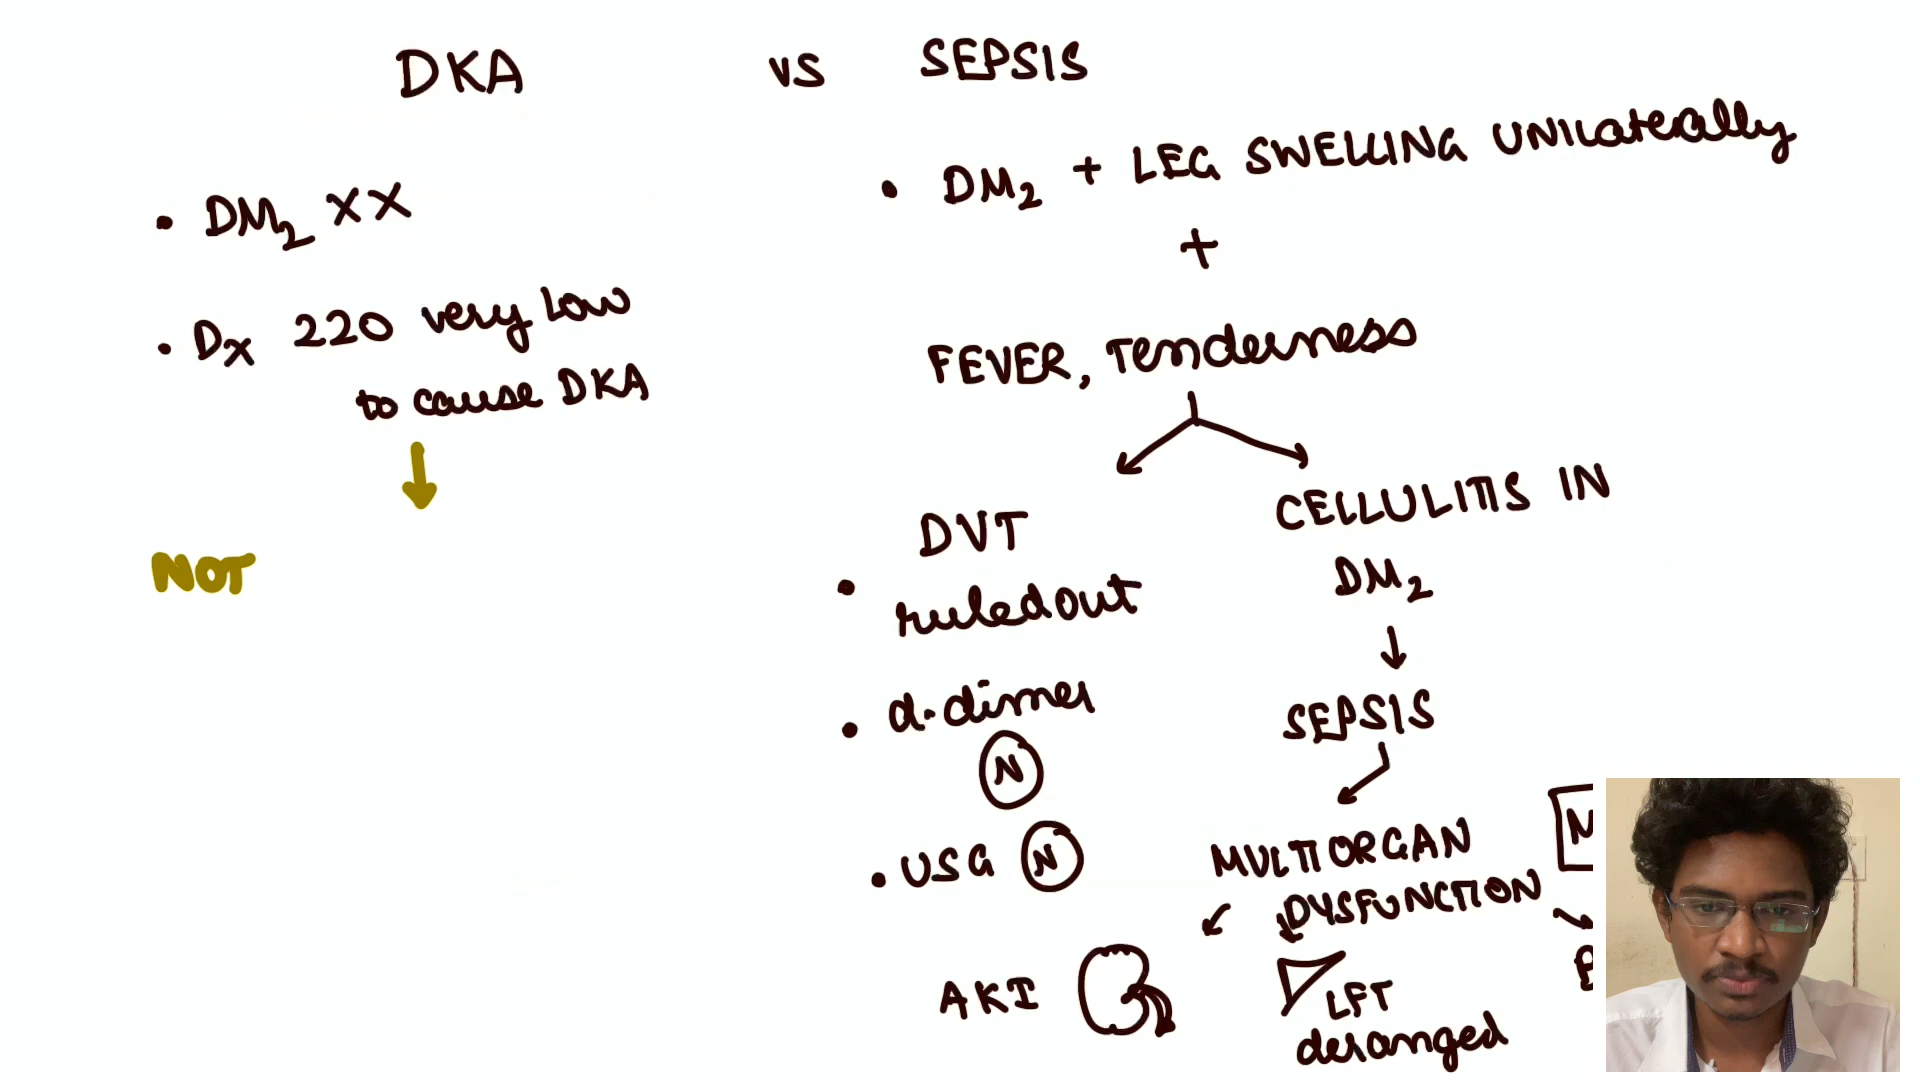 DKA vs SEPSIS
• DM2 XX
• Dx 220 very low
to cause DKA
NOT
• DM2 + LEG SWELLING UNILaterally
+
FEVER, Tenderness
DVT
• ruledout
• d-dimer
N
• USG N
CELLULITIS IN
DM2
SEPSIS
MULTIORGAN
DYSFUNCTION
AKI
LFT
deranged